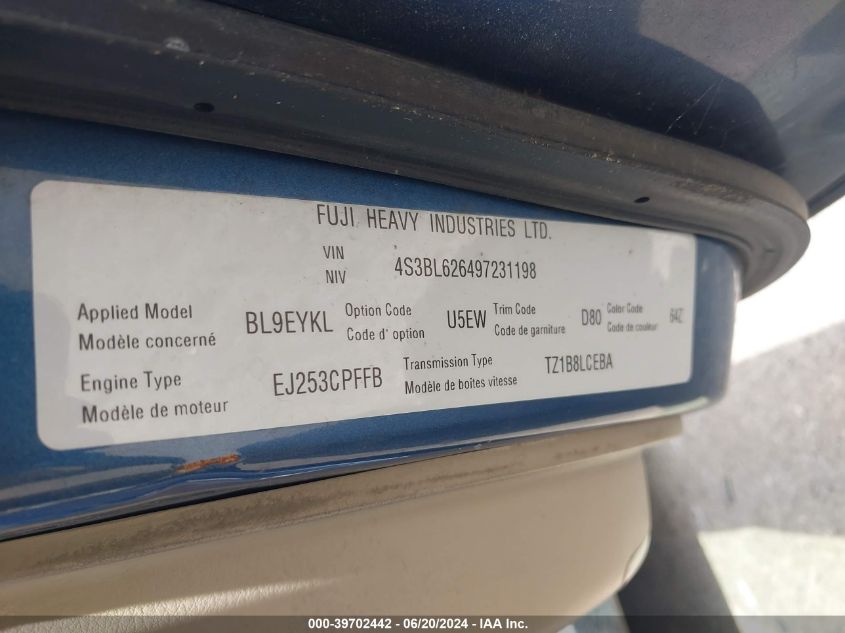 FUJI HEAVY INDUSTRIES LTD.
VIN
NIV
4S3BL626497231198
Applied Model
Modèle concerné
BL9EYKL
Option Code
Code d' option
U5EW
Trim Code
Code de garniture
D80
Color Code
Code de couleur
64Z
Engine Type
Modèle de moteur
EJ253CPFFB
Transmission Type
Modèle de boîtes vitesse
TZ1B8LCEBA
000-39702442 - 06/20/2024 - IAA Inc.